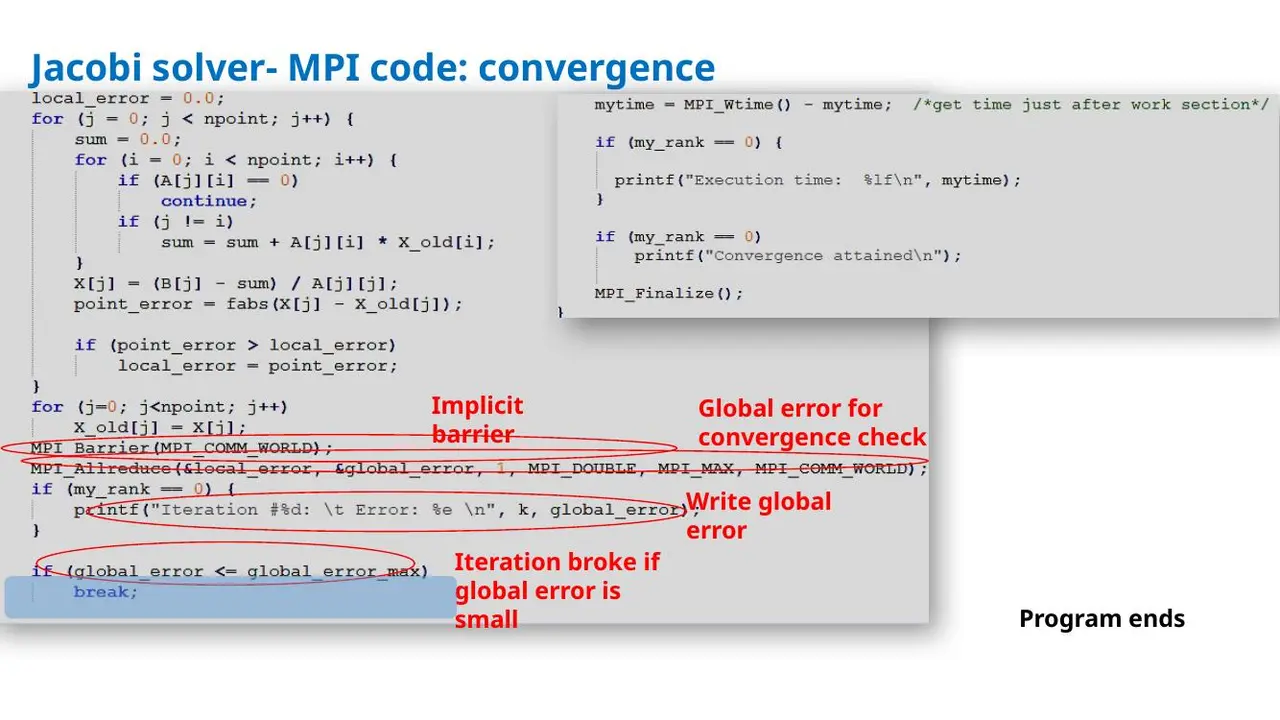 Jacobi solver- MPI code: convergence
local_error = 0.0;
for (j = 0; j < npoint; j++) {
sum = 0.0;
for (i = 0; i < npoint; i++) {
if (A[j][i] == 0)
continue;
if (j != i)
sum = sum + A[j][i] * X_old[i];
}
X[j] = (B[j] - sum) / A[j][j];
point_error = fabs(X[j] - X_old[j]);
if (point_error > local_error)
local_error = point_error;
}
for (j=0; j<npoint; j++)
X_old[j] = X[j];
MPI_Barrier(MPI_COMM_WORLD);
MPI_Allreduce(&local_error, &global_error, 1, MPI_DOUBLE, MPI_MAX, MPI_COMM_WORLD);
if (my_rank == 0) {
printf("Iteration #%d: \t Error: %e \n", k, global_error);
}
if (global_error <= global_error_max)
break;
mytime = MPI_Wtime() - mytime; /*get time just after work section*/
if (my_rank == 0) {
printf("Execution time: %lf\n", mytime);
}
if (my_rank == 0)
printf("Convergence attained\n");
MPI_Finalize();
}
Implicit
barrier
Global error for
convergence check
Write global
error
Iteration broke if
global error is
small
Program ends